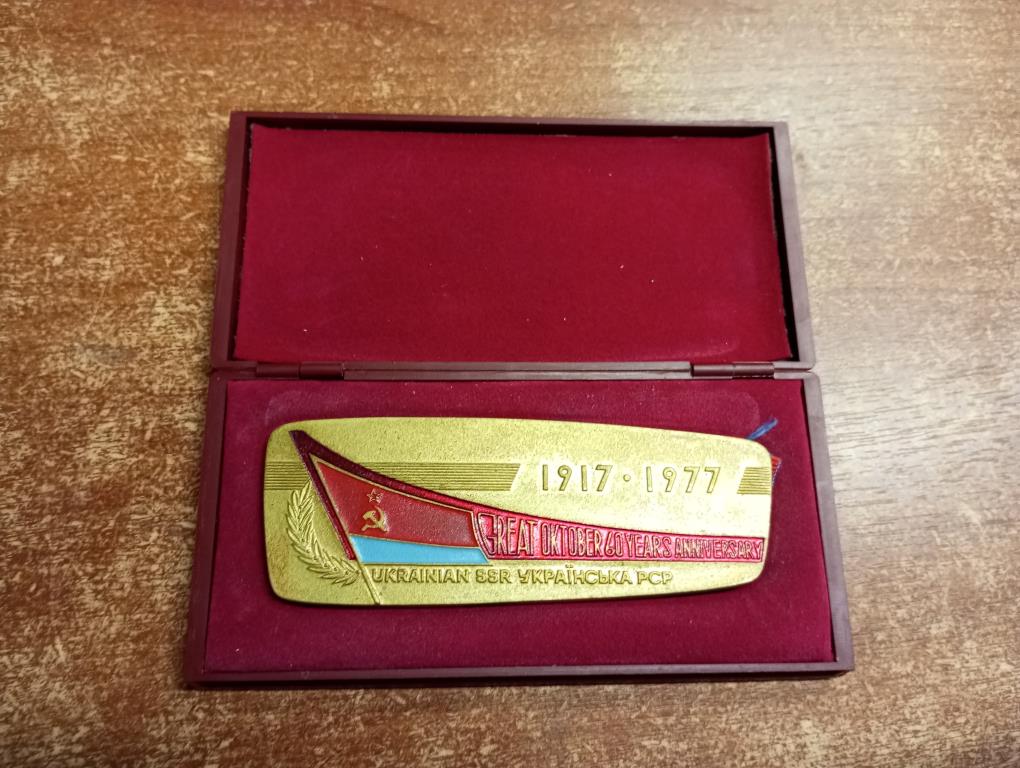 1917 · 1977
GREAT OKTOBER 60 YEARS ANNIVERSARY
UKRAINIAN SSR УКРАЇНСЬКА РСР